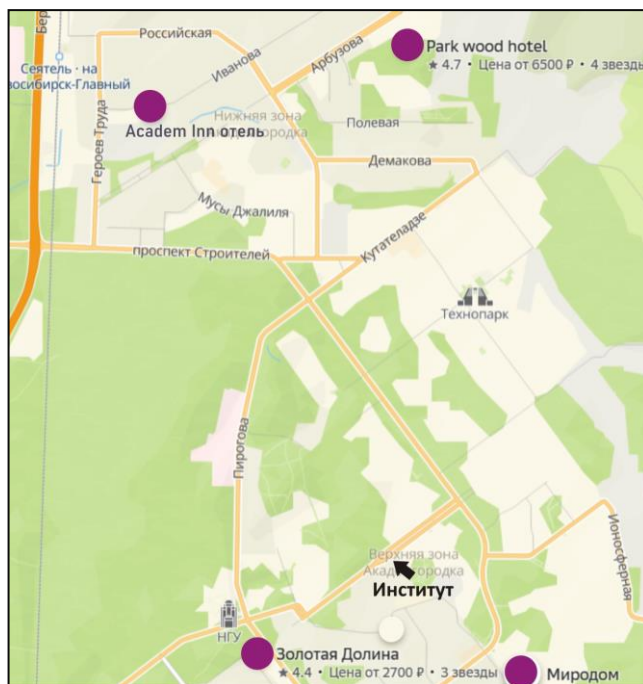 Бер
Российская
Park wood hotel
★ 4.7 • Цена от 6500 ₽ • 4 звезды
Арбузова
Иванова
Сеятель · на
восибирск-Главный
Academ Inn отель
Нижняя зона
Полевая
Героев Труда
Демакова
Мусы Джалиля
Кутателадзе
проспект Строителей
Технопарк
Пирогова
Ионосферная
Верхняя зона
Академгородка
Институт
НГУ
Золотая Долина
★ 4.4 • Цена от 2700 ₽ • 3 звезды
Миродом